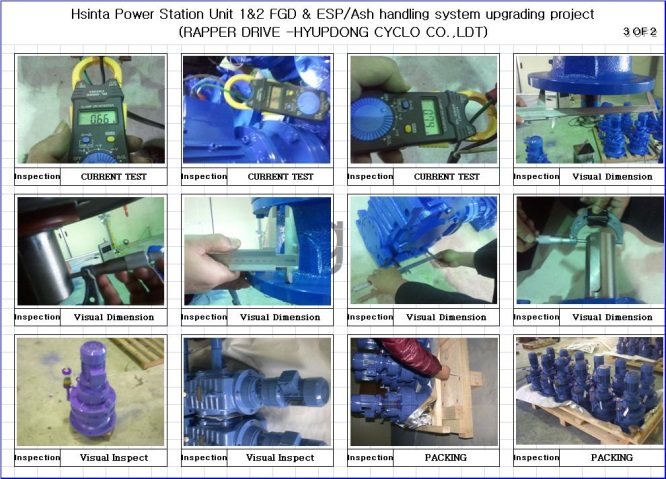 Hsinta Power Station Unit 1&2 FGD & ESP/Ash handling system upgrading project
(RAPPER DRIVE -HYUPDONG CYCLO CO.,LDT)
3 OF 2
Inspection CURRENT TEST Inspection CURRENT TEST Inspection CURRENT TEST Inspection Visual Dimension
Inspection Visual Dimension Inspection Visual Dimension Inspection Visual Dimension Inspection Visual Dimension
Inspection Visual Inspect Inspection Visual Inspect Inspection PACKING Inspection PACKING